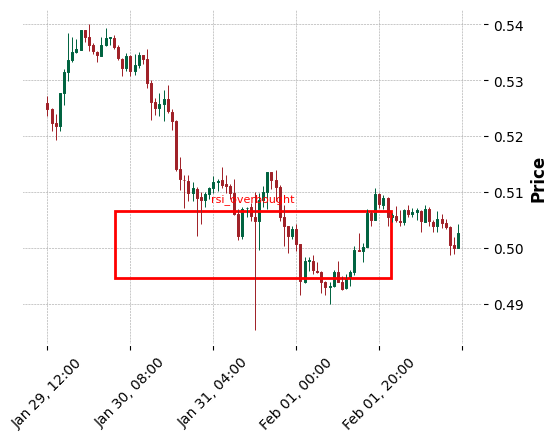 0.54
0.53
0.52
0.51
0.50
0.49
Price
rsi_overbought
Jan 29, 12:00
Jan 30, 08:00
Jan 31, 04:00
Feb 01, 00:00
Feb 01, 20:00